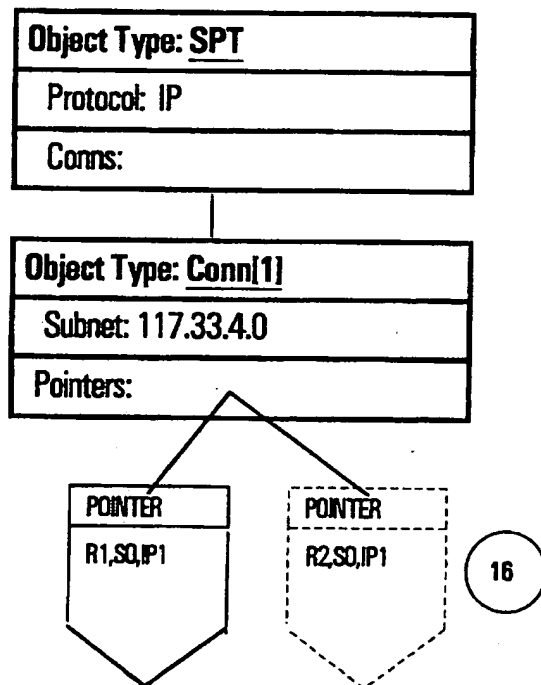 Object Type: SPT
Protocol: IP
Conns:
Object Type: Conn[1]
Subnet: 117.33.4.0
Pointers:
POINTER
R1,S0,IP1
POINTER
R2,S0,IP1
16